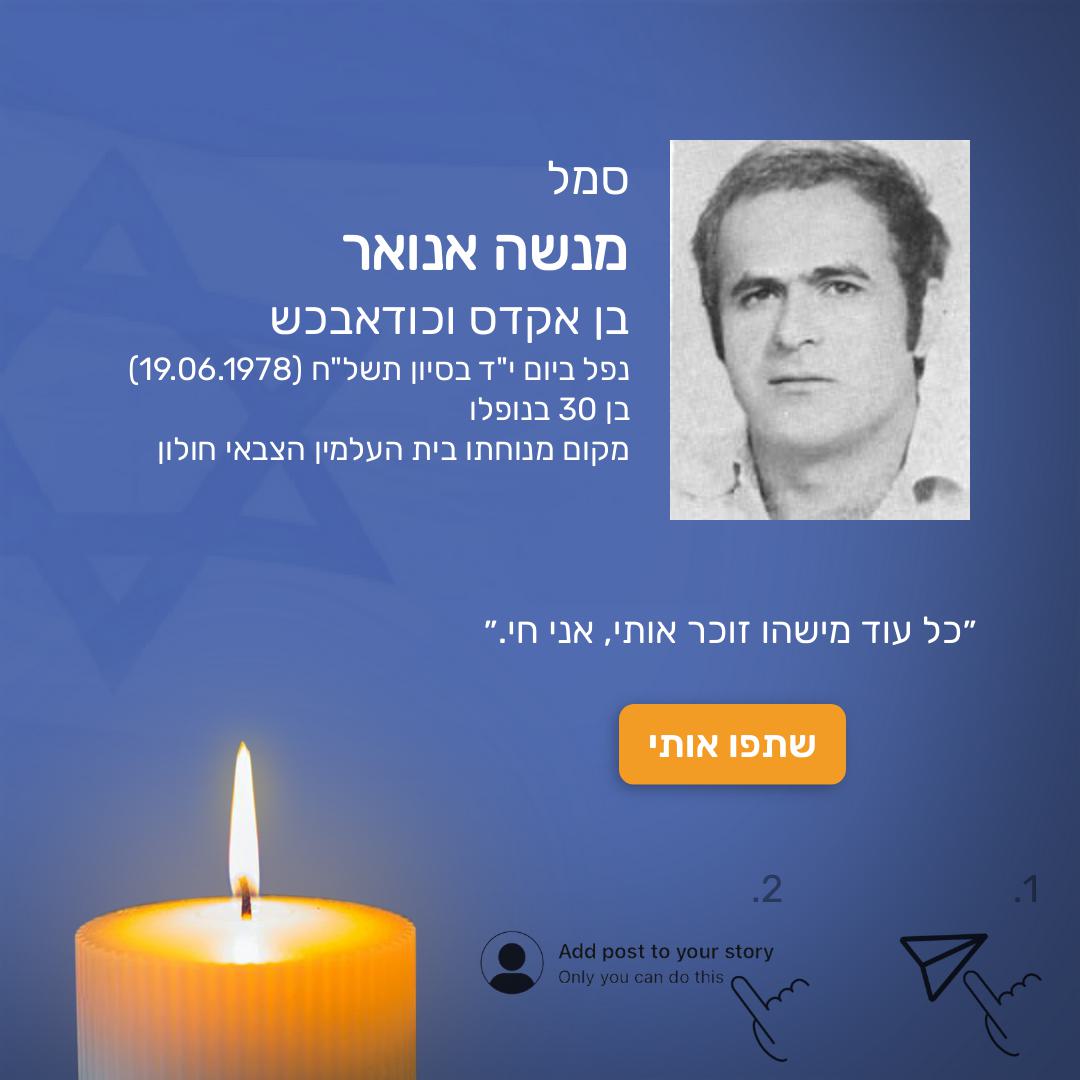 סמל
מנשה אנואר
בן אקדס וכודאבכש
נפל ביום י"ד בסיון תשל"ח (19.06.1978)
בן 30 בנופלו
מקום מנוחתו בית העלמין הצבאי חולון
״כל עוד מישהו זוכר אותי, אני חי.״
שתפו אותי
.1
.2
Add post to your story
Only you can do this